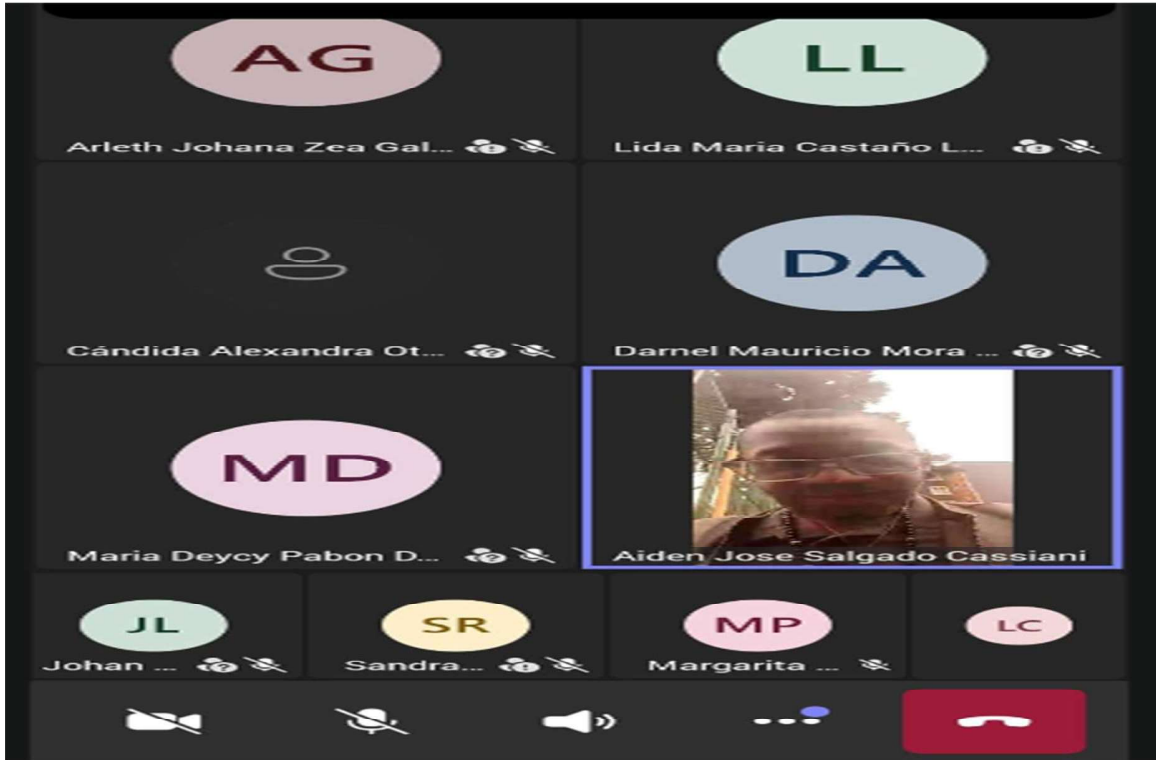 AG
LL
Arleth Johana Zea Gal...
Lida Maria Castaño L...
DA
Cándida Alexandra Ot...
Darnel Mauricio Mora ...
MD
Maria Deycy Pabon D...
Aiden Jose Salgado Cassiani
JL
SR
MP
LC
Johan ...
Sandra...
Margarita ...